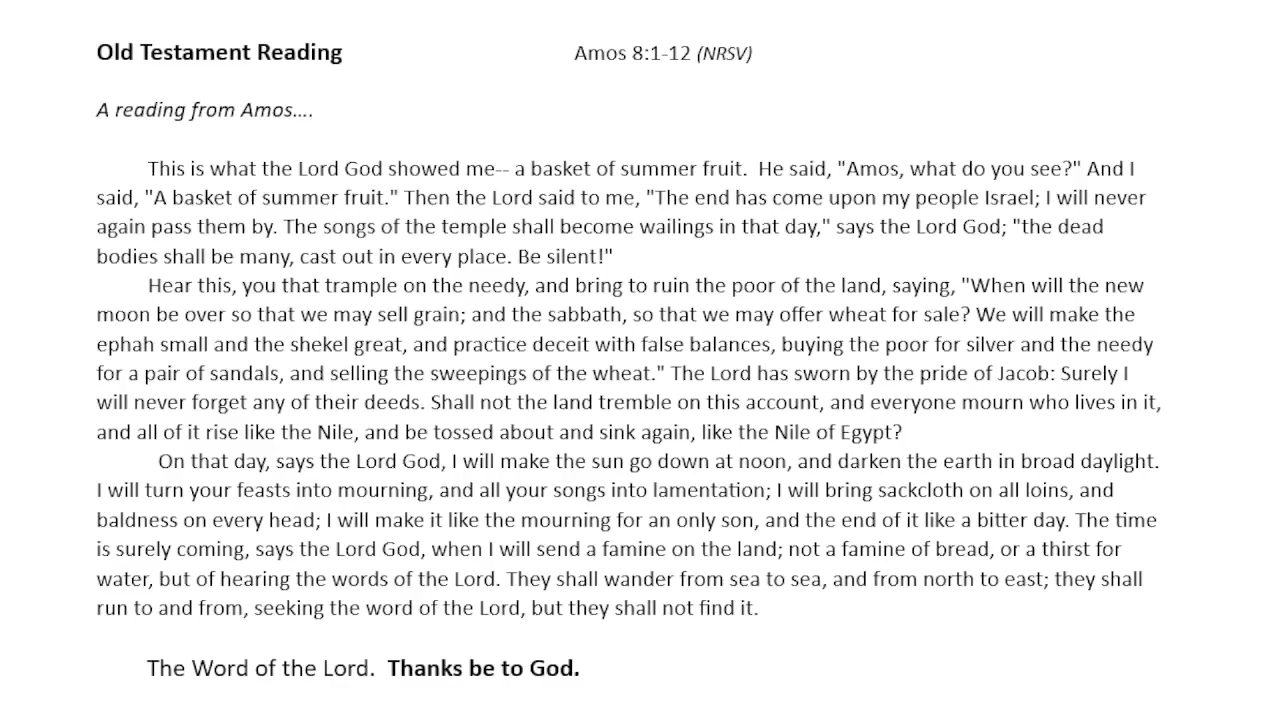 Old Testament Reading Amos 8:1-12 (NRSV)
A reading from Amos....
This is what the Lord God showed me-- a basket of summer fruit. He said, "Amos, what do you see?" And I
said, "A basket of summer fruit." Then the Lord said to me, "The end has come upon my people Israel; I will never
again pass them by. The songs of the temple shall become wailings in that day," says the Lord God; "the dead
bodies shall be many, cast out in every place. Be silent!"
Hear this, you that trample on the needy, and bring to ruin the poor of the land, saying, "When will the new
moon be over so that we may sell grain; and the sabbath, so that we may offer wheat for sale? We will make the
ephah small and the shekel great, and practice deceit with false balances, buying the poor for silver and the needy
for a pair of sandals, and selling the sweepings of the wheat." The Lord has sworn by the pride of Jacob: Surely I
will never forget any of their deeds. Shall not the land tremble on this account, and everyone mourn who lives in it,
and all of it rise like the Nile, and be tossed about and sink again, like the Nile of Egypt?
On that day, says the Lord God, I will make the sun go down at noon, and darken the earth in broad daylight.
I will turn your feasts into mourning, and all your songs into lamentation; I will bring sackcloth on all loins, and
baldness on every head; I will make it like the mourning for an only son, and the end of it like a bitter day. The time
is surely coming, says the Lord God, when I will send a famine on the land; not a famine of bread, or a thirst for
water, but of hearing the words of the Lord. They shall wander from sea to sea, and from north to east; they shall
run to and from, seeking the word of the Lord, but they shall not find it.
The Word of the Lord. Thanks be to God.